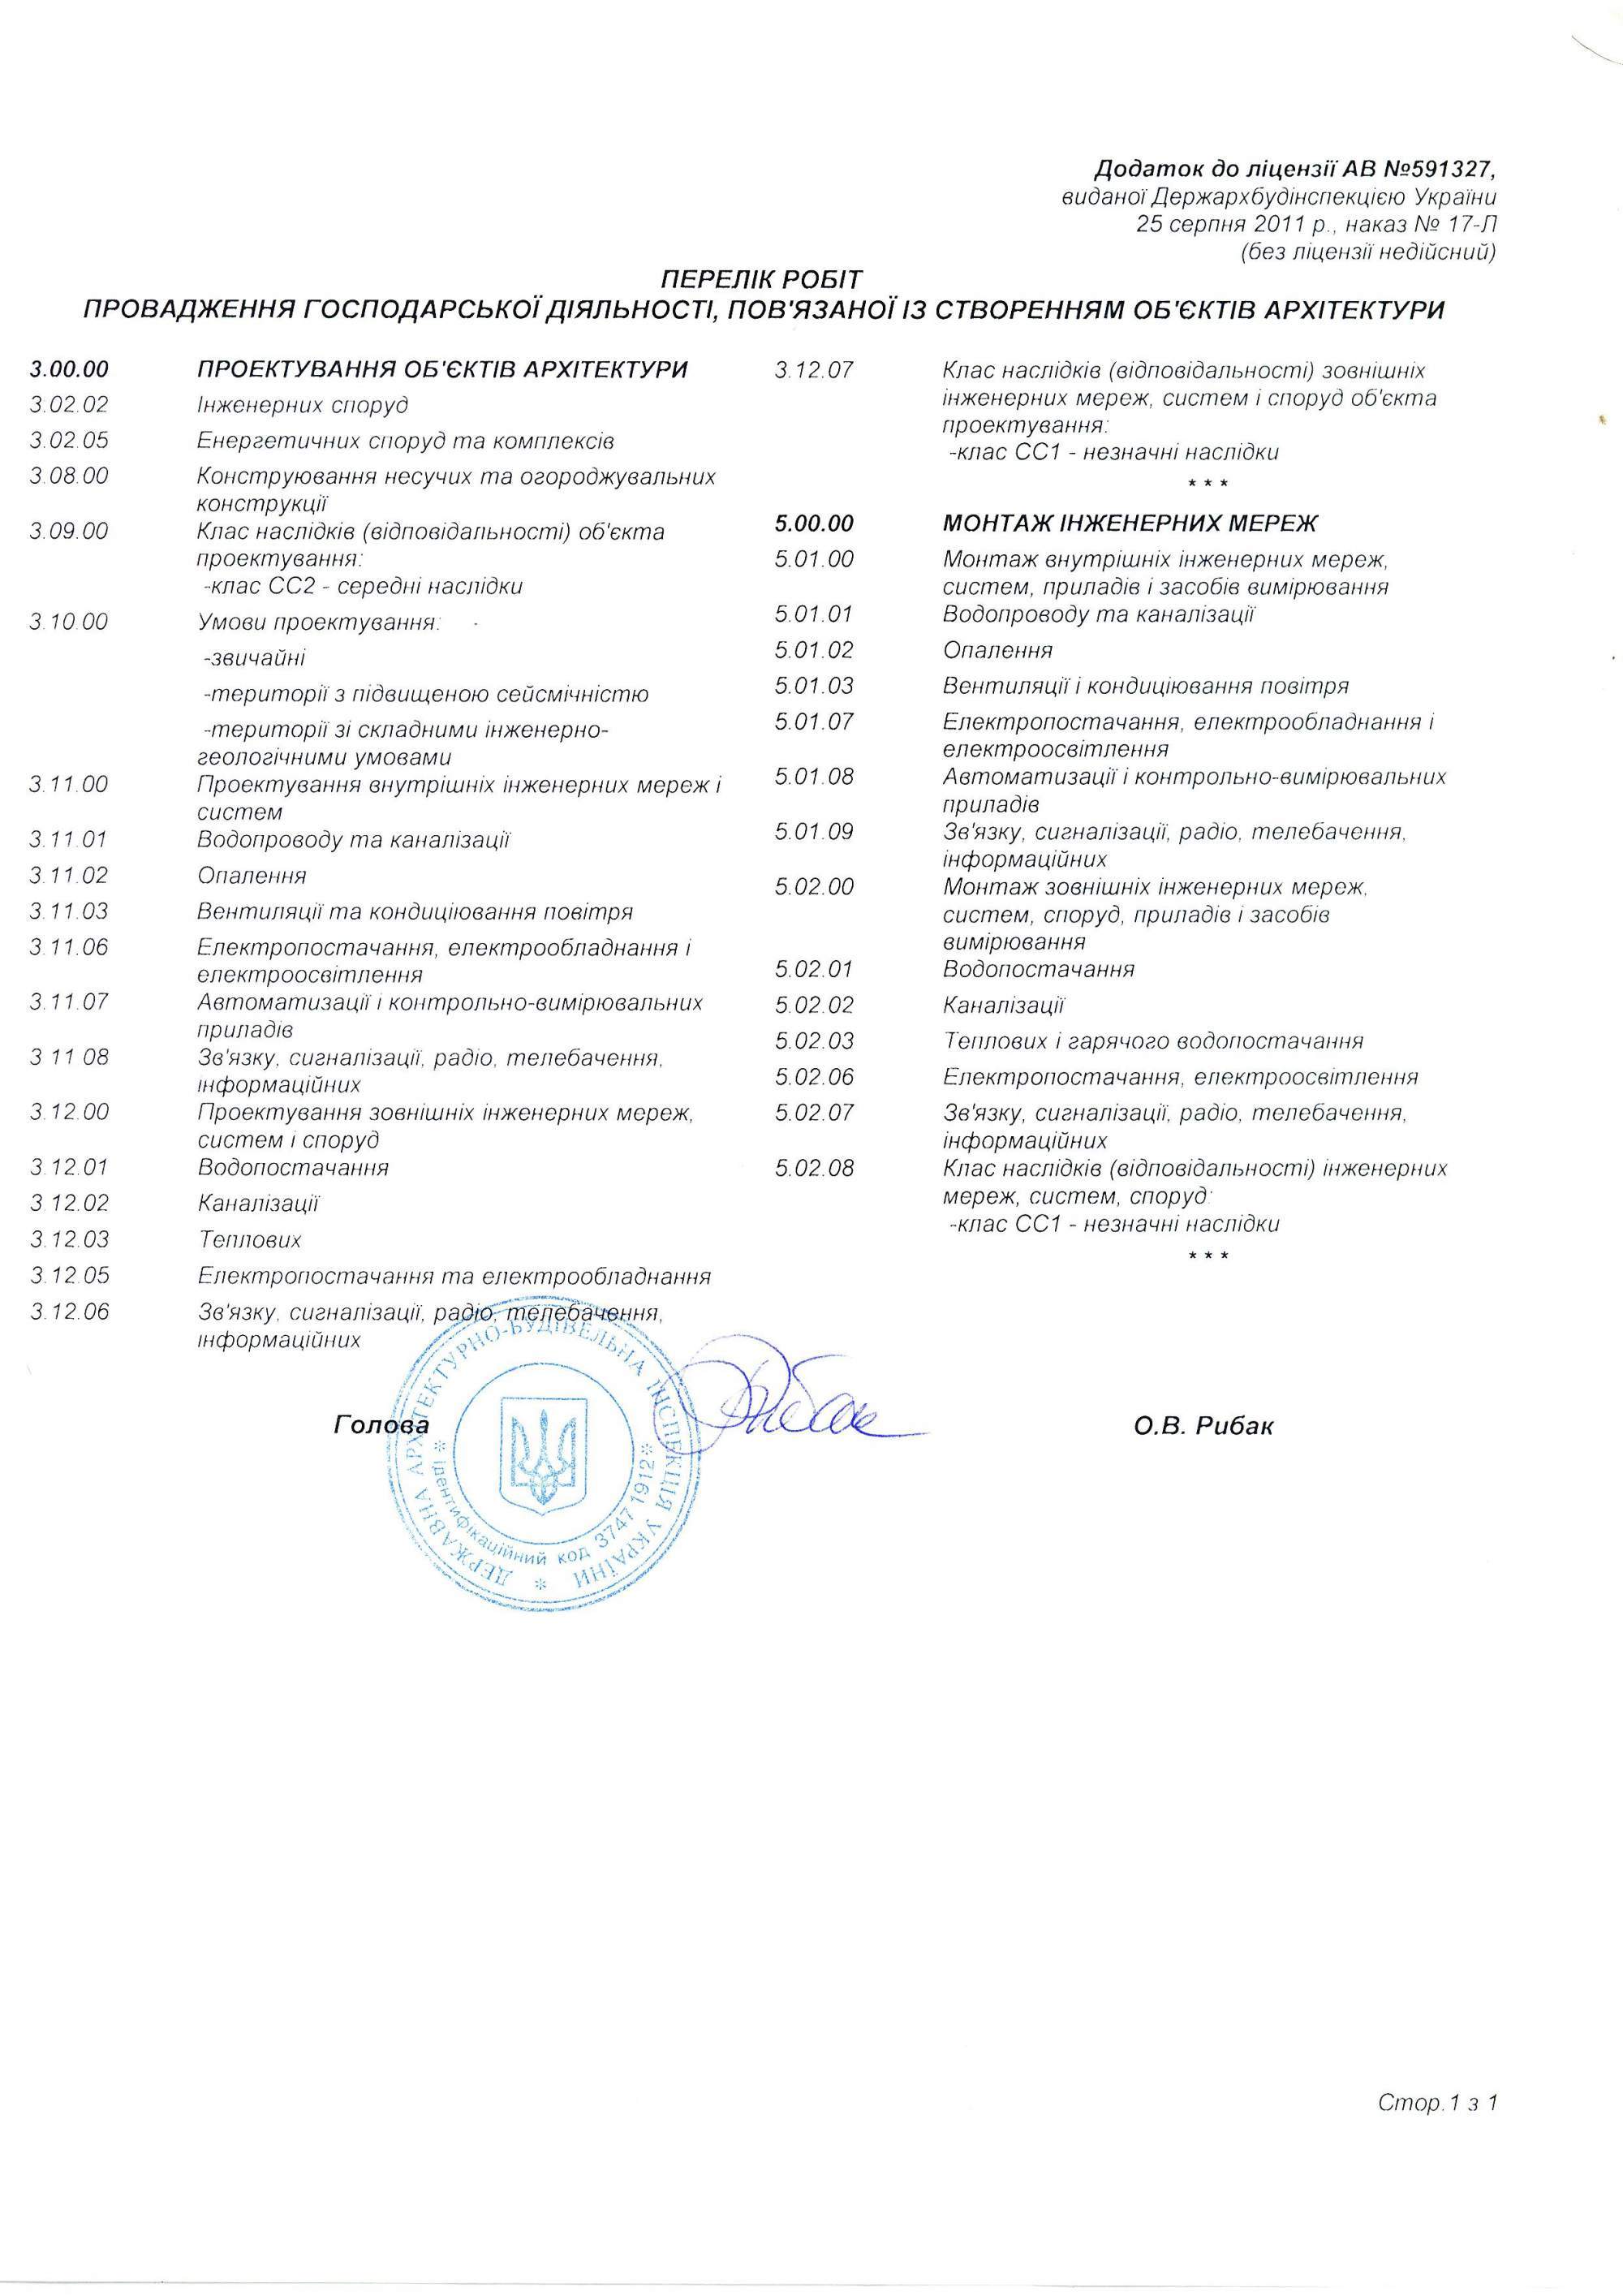 Додаток до ліцензії АВ №591327,
виданої Держархбудінспекцією України
25 серпня 2011 р., наказ № 17-Л
(без ліцензії недійсний)
ПЕРЕЛІК РОБІТ
ПРОВАДЖЕННЯ ГОСПОДАРСЬКОЇ ДІЯЛЬНОСТІ, ПОВ'ЯЗАНОЇ ІЗ СТВОРЕННЯМ ОБ'ЄКТІВ АРХІТЕКТУРИ
3.00.00 ПРОЕКТУВАННЯ ОБ'ЄКТІВ АРХІТЕКТУРИ
3.02.02 Інженерних споруд
3.02.05 Енергетичних споруд та комплексів
3.08.00 Конструювання несучих та огороджувальних
конструкції
3.09.00 Клас наслідків (відповідальності) об'єкта
проектування:
-клас СС2 - середні наслідки
3.10.00 Умови проектування:
-звичайні
-території з підвищеною сейсмічністю
-території зі складними інженерно-
геологічними умовами
3.11.00 Проектування внутрішніх інженерних мереж і
систем
3.11.01 Водопроводу та каналізації
3.11.02 Опалення
3.11.03 Вентиляції та кондиціювання повітря
3.11.06 Електропостачання, електрообладнання і
електроосвітлення
3.11.07 Автоматизації і контрольно-вимірювальних
приладів
3 11 08 Зв'язку, сигналізації, радіо, телебачення,
інформаційних
3.12.00 Проектування зовнішніх інженерних мереж,
систем і споруд
3.12.01 Водопостачання
3.12.02 Каналізації
3.12.03 Теплових
3.12.05 Електропостачання та електрообладнання
3.12.06 Зв'язку, сигналізації, радіо, телебачення,
інформаційних
3.12.07 Клас наслідків (відповідальності) зовнішніх
інженерних мереж, систем і споруд об'єкта
проектування:
-клас СС1 - незначні наслідки
* * *
5.00.00 МОНТАЖ ІНЖЕНЕРНИХ МЕРЕЖ
5.01.00 Монтаж внутрішніх інженерних мереж,
систем, приладів і засобів вимірювання
5.01.01 Водопроводу та каналізації
5.01.02 Опалення
5.01.03 Вентиляції і кондиціювання повітря
5.01.07 Електропостачання, електрообладнання і
електроосвітлення
5.01.08 Автоматизації і контрольно-вимірювальних
приладів
5.01.09 Зв'язку, сигналізації, радіо, телебачення,
інформаційних
5.02.00 Монтаж зовнішніх інженерних мереж,
систем, споруд, приладів і засобів
вимірювання
5.02.01 Водопостачання
5.02.02 Каналізації
5.02.03 Теплових і гарячого водопостачання
5.02.06 Електропостачання, електроосвітлення
5.02.07 Зв'язку, сигналізації, радіо, телебачення,
інформаційних
5.02.08 Клас наслідків (відповідальності) інженерних
мереж, систем, споруд:
-клас СС1 - незначні наслідки
* * *
Голова
Рибак
О.В. Рибак
ДЕРЖАВНА АРХІТЕКТУРНО-БУДІВЕЛЬНА ІНСПЕКЦІЯ УКРАЇНИ *
* ідентифікаційний код 37471912 *
Стор.1 з 1